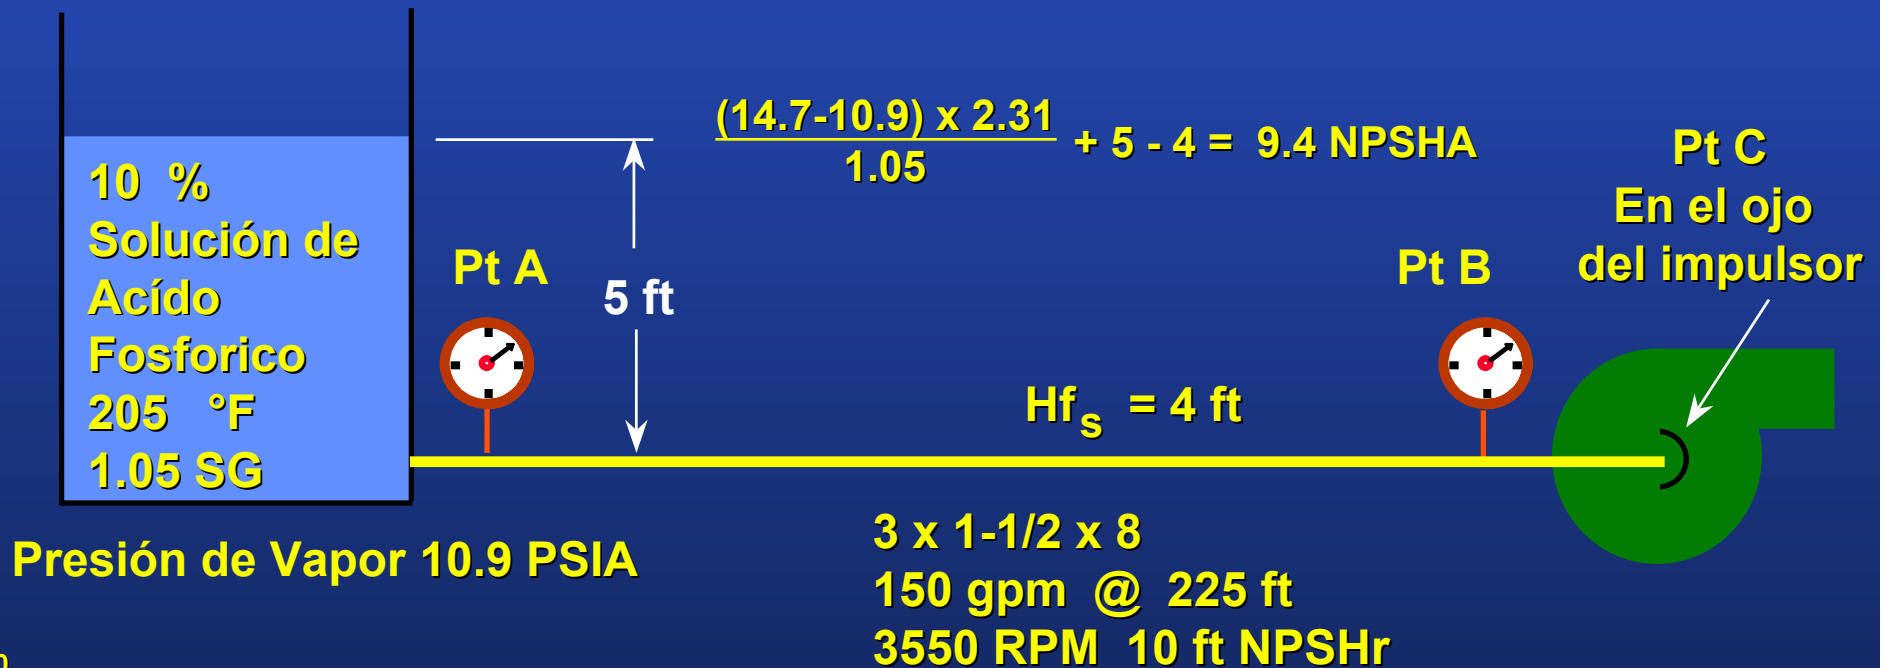 (14.7-10.9) x 2.31
1.05
+ 5 - 4 = 9.4 NPSHA
10 %
Solución de
Acído
Fosforico
205 °F
1.05 SG
Pt A
5 ft
Hf s = 4 ft
Pt B
Pt C
En el ojo
del impulsor
Presión de Vapor 10.9 PSIA
3 x 1-1/2 x 8
150 gpm @ 225 ft
3550 RPM 10 ft NPSHr